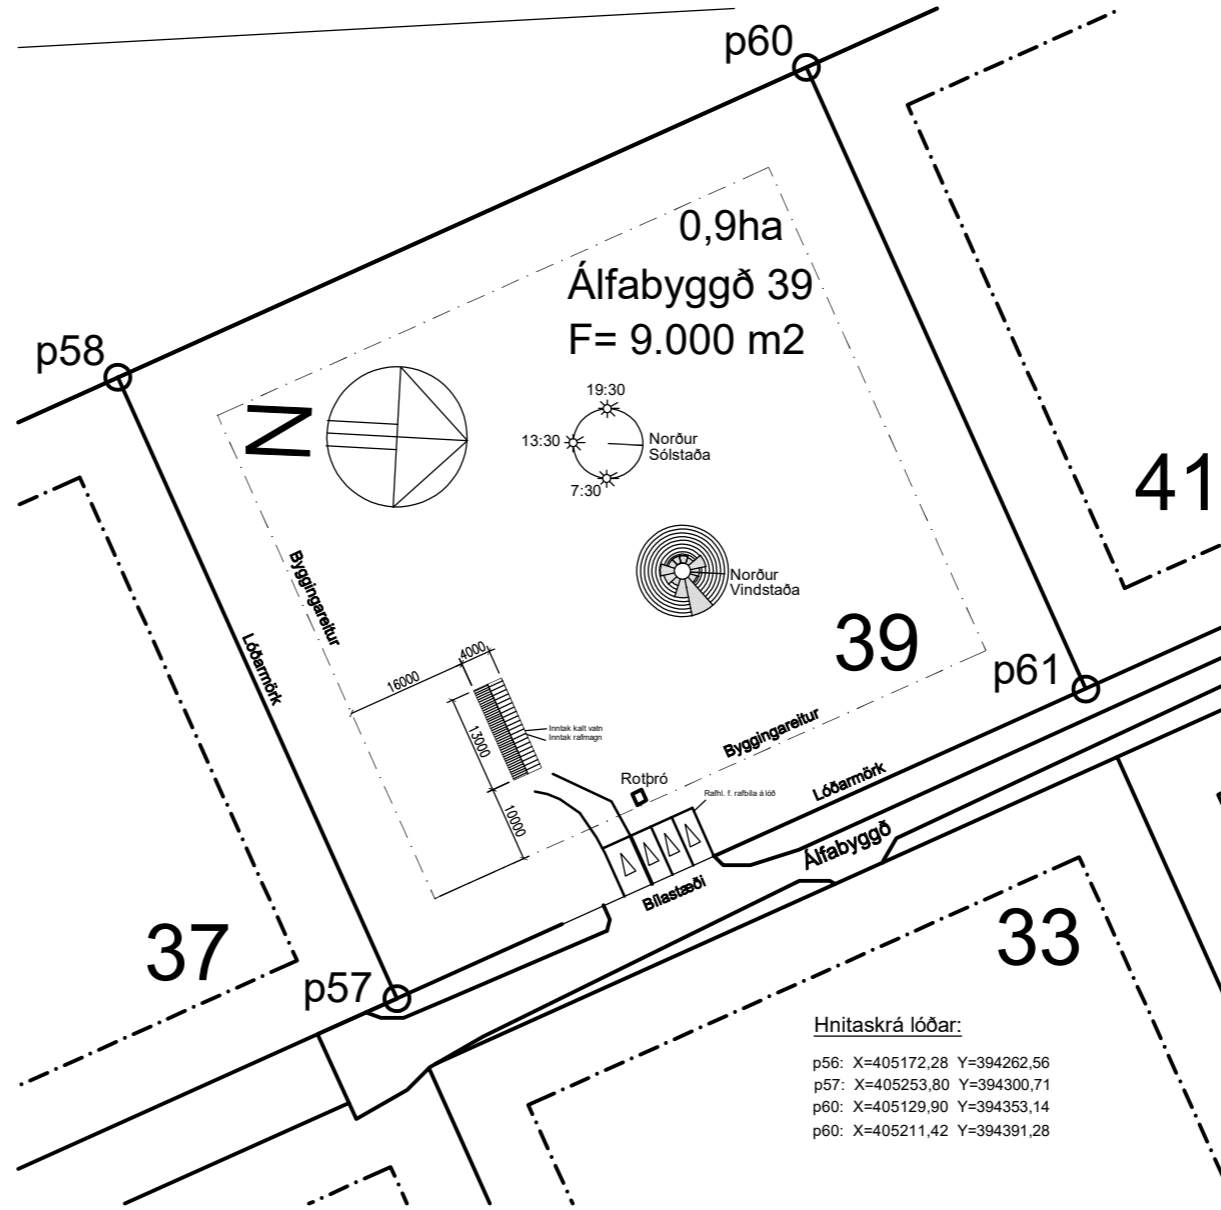 p60
0,9ha
Álfabyggð 39
F= 9.000 m2
p58
N
19:30
13:30
Norður
Sólstaða
7:30
41
Norður
Vindstaða
Byggingareitur
Lóðarmörk
39
p61
4000
16000
13000
10000
Inntak kalt vatn
Inntak rafmagn
Byggingareitur
Rotþró
Rafhl. f. rafbíla á lóð
Lóðarmörk
Álfabyggð
Bílastæði
37
33
p57
Hnitaskrá lóðar:
p56: X=405172,28 Y=394262,56
p57: X=405253,80 Y=394300,71
p60: X=405129,90 Y=394353,14
p60: X=405211,42 Y=394391,28